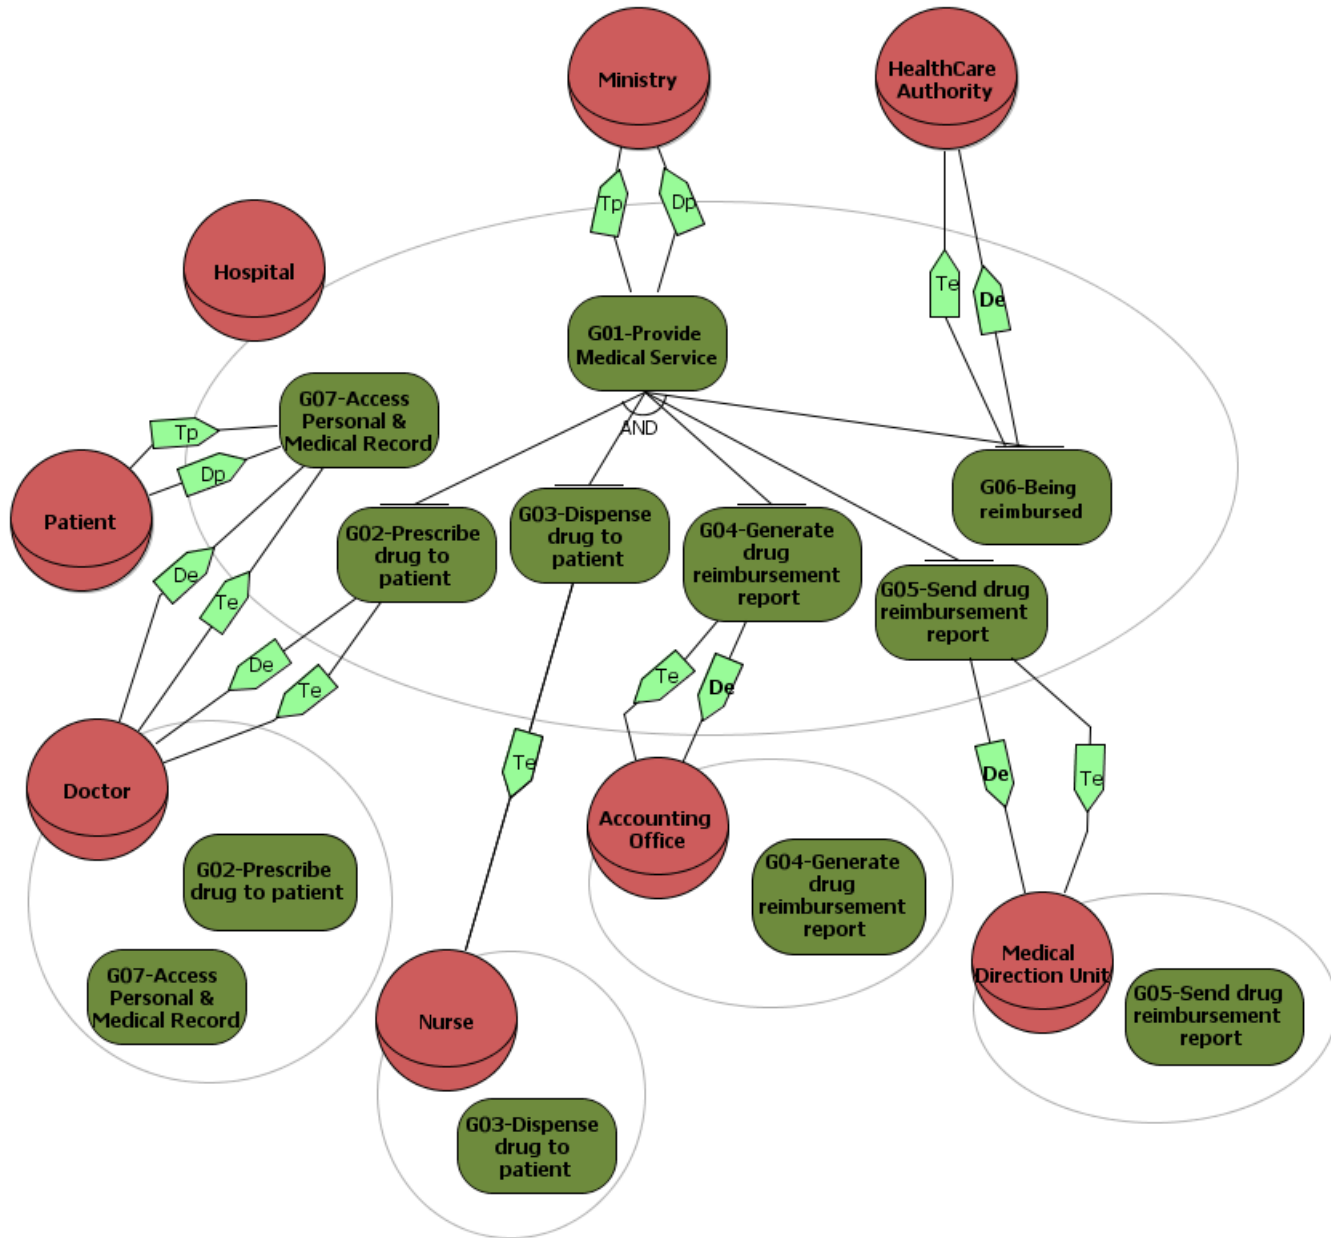 Ministry
HealthCare
Authority
Tp
Dp
Hospital
Te
De
G01-Provide
Medical Service
AND
G07-Access
Personal &
Medical Record
Tp
Dp
Patient
G06-Being
reimbursed
G02-Prescribe
drug to
patient
G03-Dispense
drug to
patient
G04-Generate
drug
reimbursement
report
G05-Send drug
reimbursement
report
De
Te
De
Te
Te
De
Te
De
Te
Doctor
Accounting
Office
G02-Prescribe
drug to patient
G04-Generate
drug
reimbursement
report
G07-Access
Personal &
Medical Record
Nurse
Medical
Direction Unit
G05-Send drug
reimbursement
report
G03-Dispense
drug to
patient